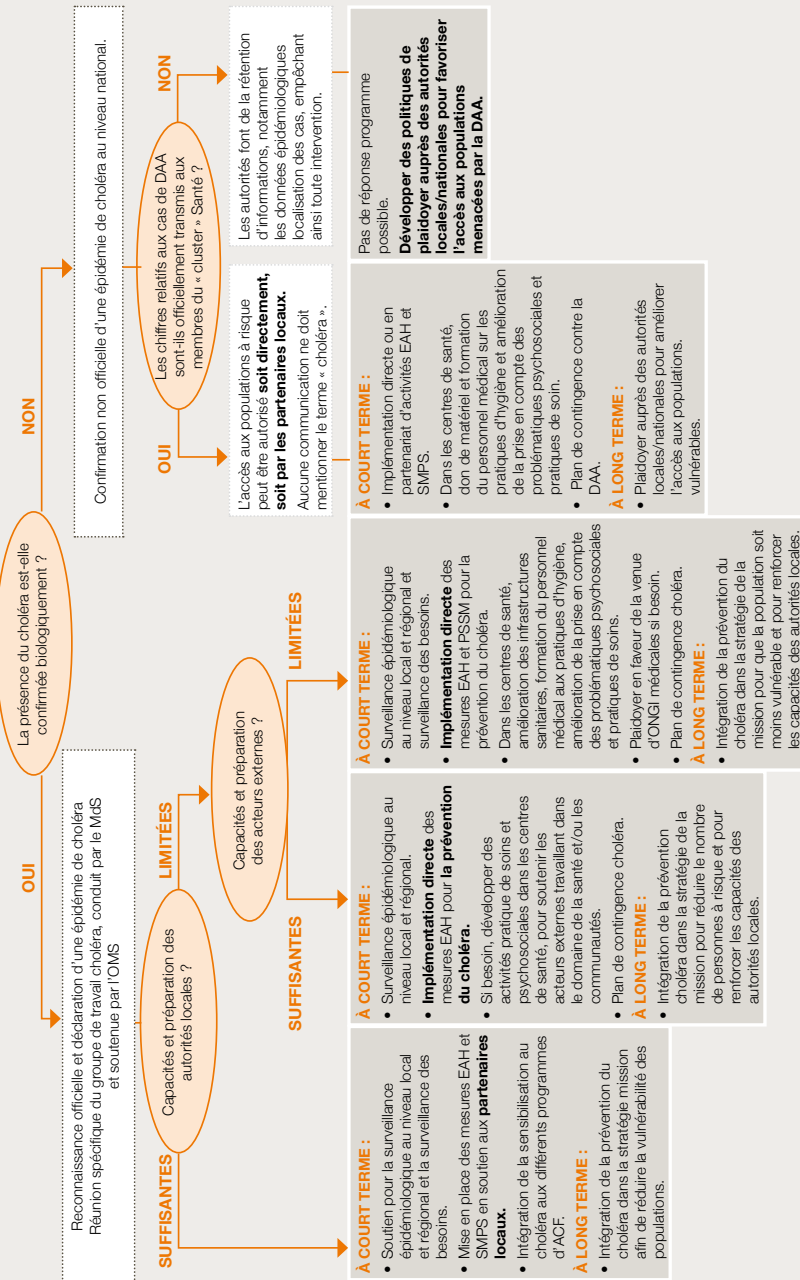 La présence du choléra est-elle
confirmée biologiquement ?
OUI
NON
Reconnaissance officielle et déclaration d'une épidémie de choléra
Réunion spécifique du groupe de travail choléra, conduit par le MdS
et soutenue par l'OMS
Confirmation non officielle d'une épidémie de choléra au niveau national.
Capacités et préparation des
autorités locales ?
SUFFISANTES
LIMITÉES
Capacités et préparation
des acteurs externes ?
SUFFISANTES
LIMITÉES
Les chiffres relatifs aux cas de DAA
sont-ils officiellement transmis aux
membres du « cluster » Santé ?
OUI
NON
L'accès aux populations à risque
peut être autorisé soit directement,
soit par les partenaires locaux.
Aucune communication ne doit
mentionner le terme « choléra ».
Les autorités font de la rétention
d'informations, notamment
les données épidémiologiques
localisation des cas, empêchant
ainsi toute intervention.
À COURT TERME :
• Soutien pour la surveillance
épidémiologique au niveau local
et régional et la surveillance des
besoins.
• Mise en place des mesures EAH et
SMPS en soutien aux partenaires
locaux.
• Intégration de la sensibilisation au
choléra aux différents programmes
d'ACF.
À LONG TERME :
• Intégration de la prévention du
choléra dans la stratégie mission
afin de réduire la vulnérabilité des
populations.
À COURT TERME :
• Surveillance épidémiologique au
niveau local et régional.
• Implémentation directe des
mesures EAH pour la prévention
du choléra.
• Si besoin, développer des
activités pratique de soins et
psychosociales dans les centres
de santé, pour soutenir les
acteurs externes travaillant dans
le domaine de la santé et/ou les
communautés.
• Plan de contingence choléra.
À LONG TERME :
• Intégration de la prévention
choléra dans la stratégie de la
mission pour réduire le nombre
de personnes à risque et pour
renforcer les capacités des
autorités locales.
À COURT TERME :
• Surveillance épidémiologique
au niveau local et régional et
surveillance des besoins.
• Implémentation directe des
mesures EAH et PSSM pour la
prévention du choléra.
• Dans les centres de santé,
amélioration des infrastructures
sanitaires, formation du personnel
médical aux pratiques d'hygiène,
amélioration de la prise en compte
des problématiques psychosociales
et pratiques de soins.
• Plaidoyer en faveur de la venue
d'ONGI médicales si besoin.
• Plan de contingence choléra.
À LONG TERME :
• Intégration de la prévention du
choléra dans la stratégie de la
mission pour que la population soit
moins vulnérable et pour renforcer
les capacités des autorités locales.
À COURT TERME :
• Implémentation directe ou en
partenariat d'activités EAH et
SMPS.
• Dans les centres de santé,
don de matériel et formation
du personnel médical sur les
pratiques d'hygiène et amélioration
de la prise en compte des
problématiques psychosociales et
pratiques de soin.
• Plan de contingence contre la
DAA.
À LONG TERME :
• Plaidoyer auprès des autorités
locales/nationales pour améliorer
l'accès aux populations
vulnérables.
Pas de réponse programme
possible.
Développer des politiques de
plaidoyer auprès des autorités
locales/nationales pour favoriser
l'accès aux populations
menacées par la DAA.